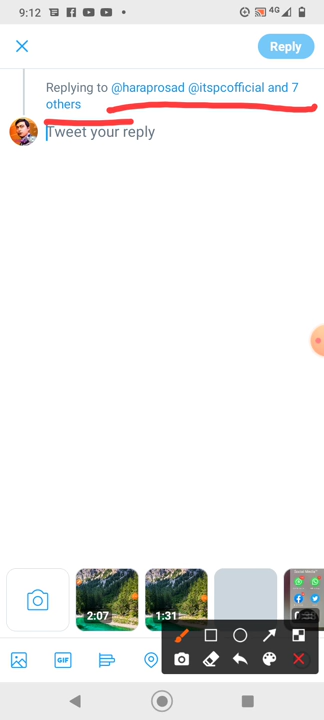 9:12
4G
Reply
Replying to @haraprosad @itspcofficial and 7
others
Tweet your reply
2:07
1:31
GIF